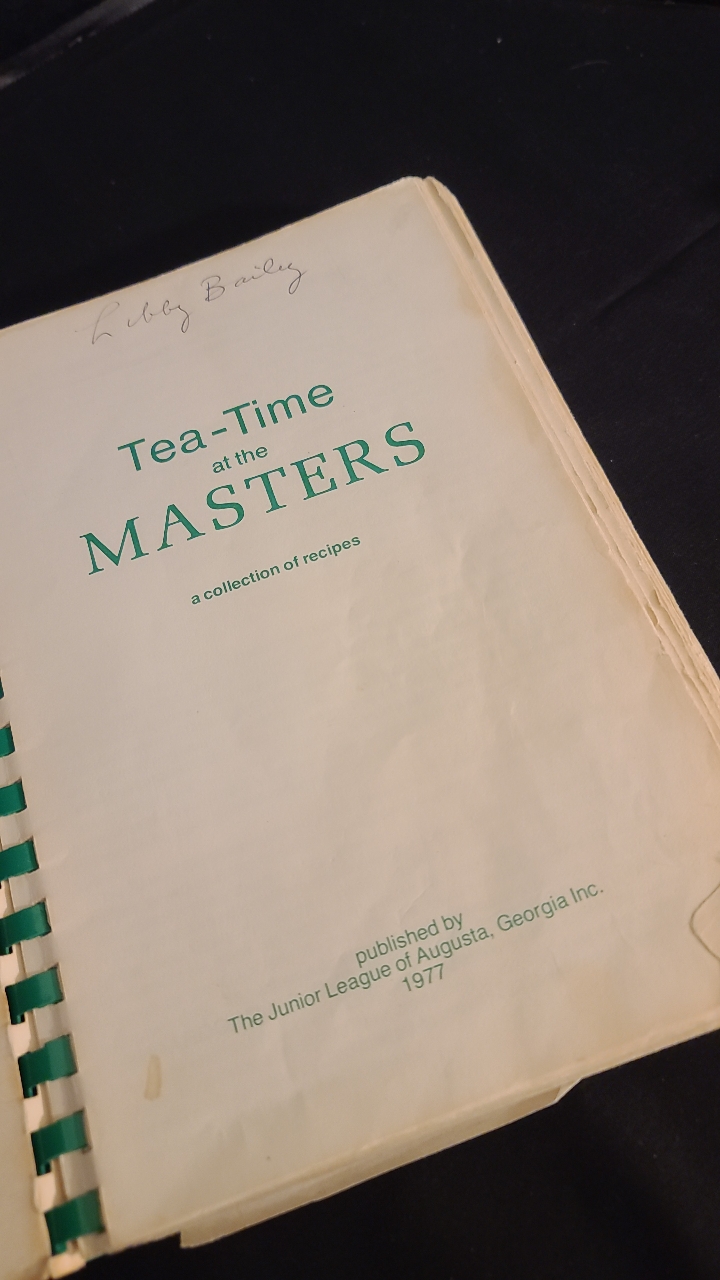 Libby Bailey
Tea-Time
at the
MASTERS
a collection of recipes
published by
The Junior League of Augusta, Georgia Inc.
1977